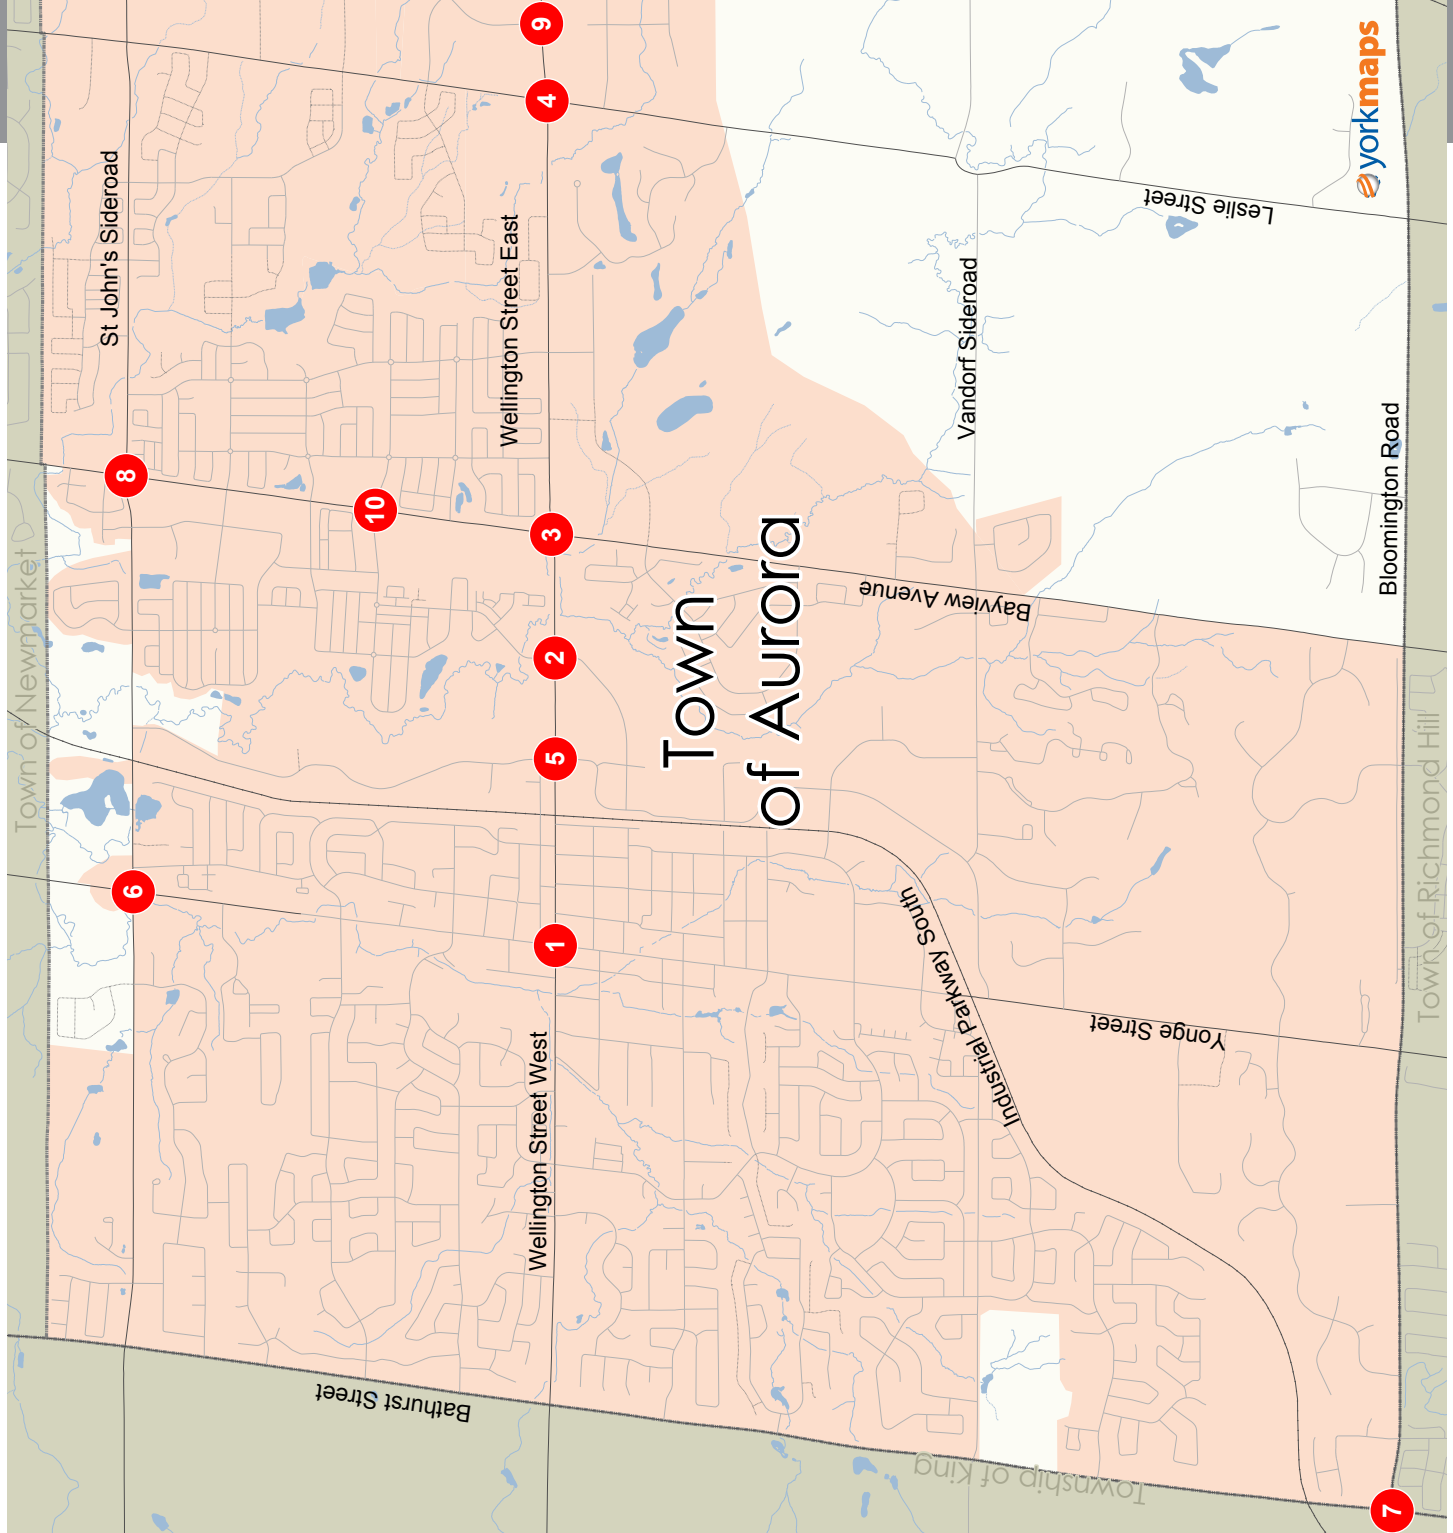 Town of Newmarket
St John's Sideroad
Wellington Street East
Wellington Street West
Vandorf Sideroad
Bloomington Road
Leslie Street
Bayview Avenue
Yonge Street
Industrial Parkway South
Bathurst Street
Town
of Aurora
Township of King
Town of Richmond Hill
yorkmaps
9
4
8
10
3
2
5
6
1
7